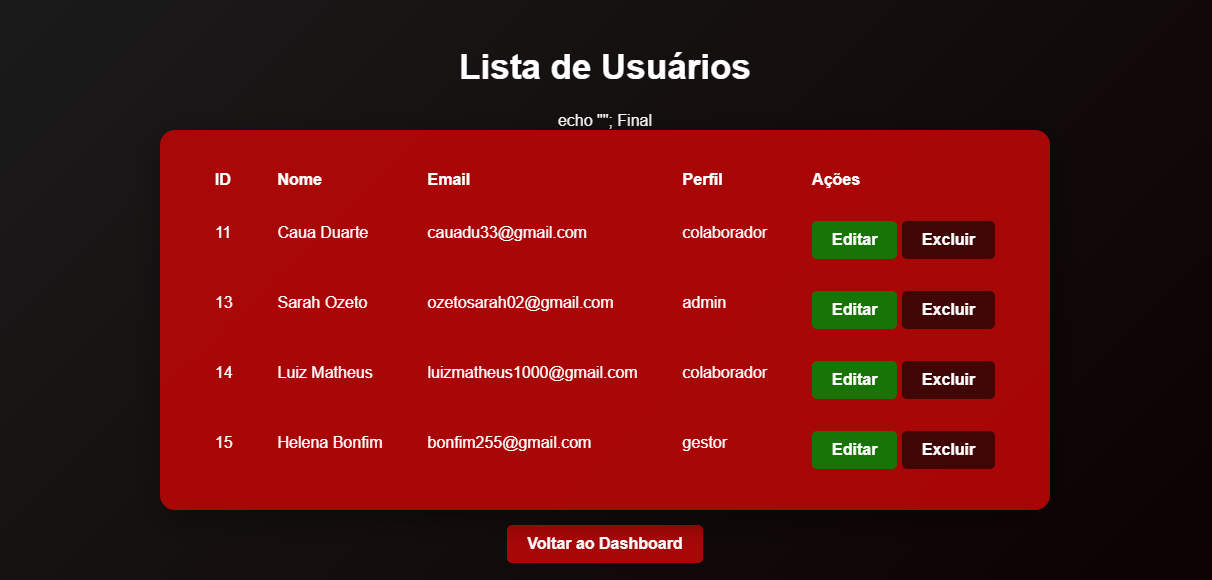 Lista de Usuários
echo ""; Final
ID Nome Email Perfil Ações
11 Caua Duarte cauadu33@gmail.com colaborador Editar Excluir
13 Sarah Ozeto ozetosarah02@gmail.com admin Editar Excluir
14 Luiz Matheus luizmatheus1000@gmail.com colaborador Editar Excluir
15 Helena Bonfim bonfim255@gmail.com gestor Editar Excluir
Voltar ao Dashboard